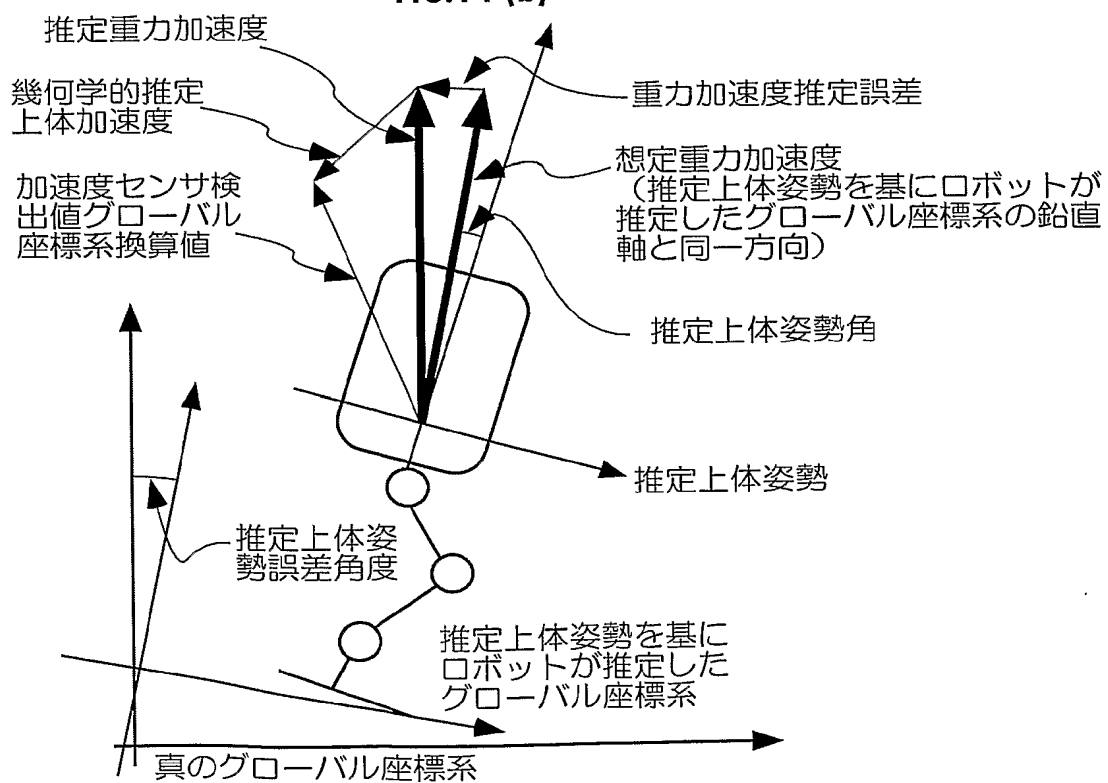 推定重力加速度
幾何学的推定
上体加速度
加速度センサ検
出値グローバル
座標系換算値
重力加速度推定誤差
想定重力加速度
（推定上体姿勢を基にロボットが
推定したグローバル座標系の鉛直
軸と同一方向）
推定上体姿勢角
推定上体姿勢
推定上体姿
勢誤差角度
推定上体姿勢を基に
ロボットが推定した
グローバル座標系
真のグローバル座標系